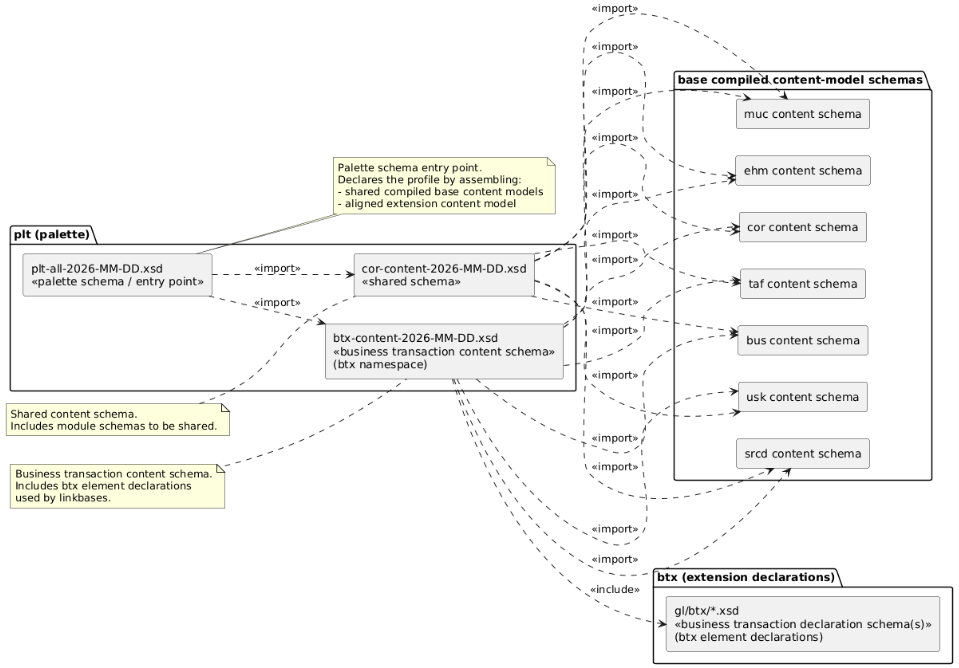 «import»
«import»
base compiled content-model schemas
«import»
muc content schema
«import»
Palette schema entry point.
Declares the profile by assembling:
- shared compiled base content models
- aligned extension content model
ehm content schema
«import»
cor content schema
plt (palette)
«import»
plt-all-2026-MM-DD.xsd
«palette schema / entry point»
«import»
cor-content-2026-MM-DD.xsd
«shared schema»
«import»
taf content schema
«import»
«import»
«import»
btx-content-2026-MM-DD.xsd
«business transaction content schema»
(btx namespace)
bus content schema
«import»
usk content schema
Shared content schema.
Includes module schemas to be shared.
«import»
srcd content schema
«import»
Business transaction content schema.
Includes btx element declarations
used by linkbases.
«import»
«import»
btx (extension declarations)
«include»
gl/btx/*.xsd
«business transaction declaration schema(s)»
(btx element declarations)